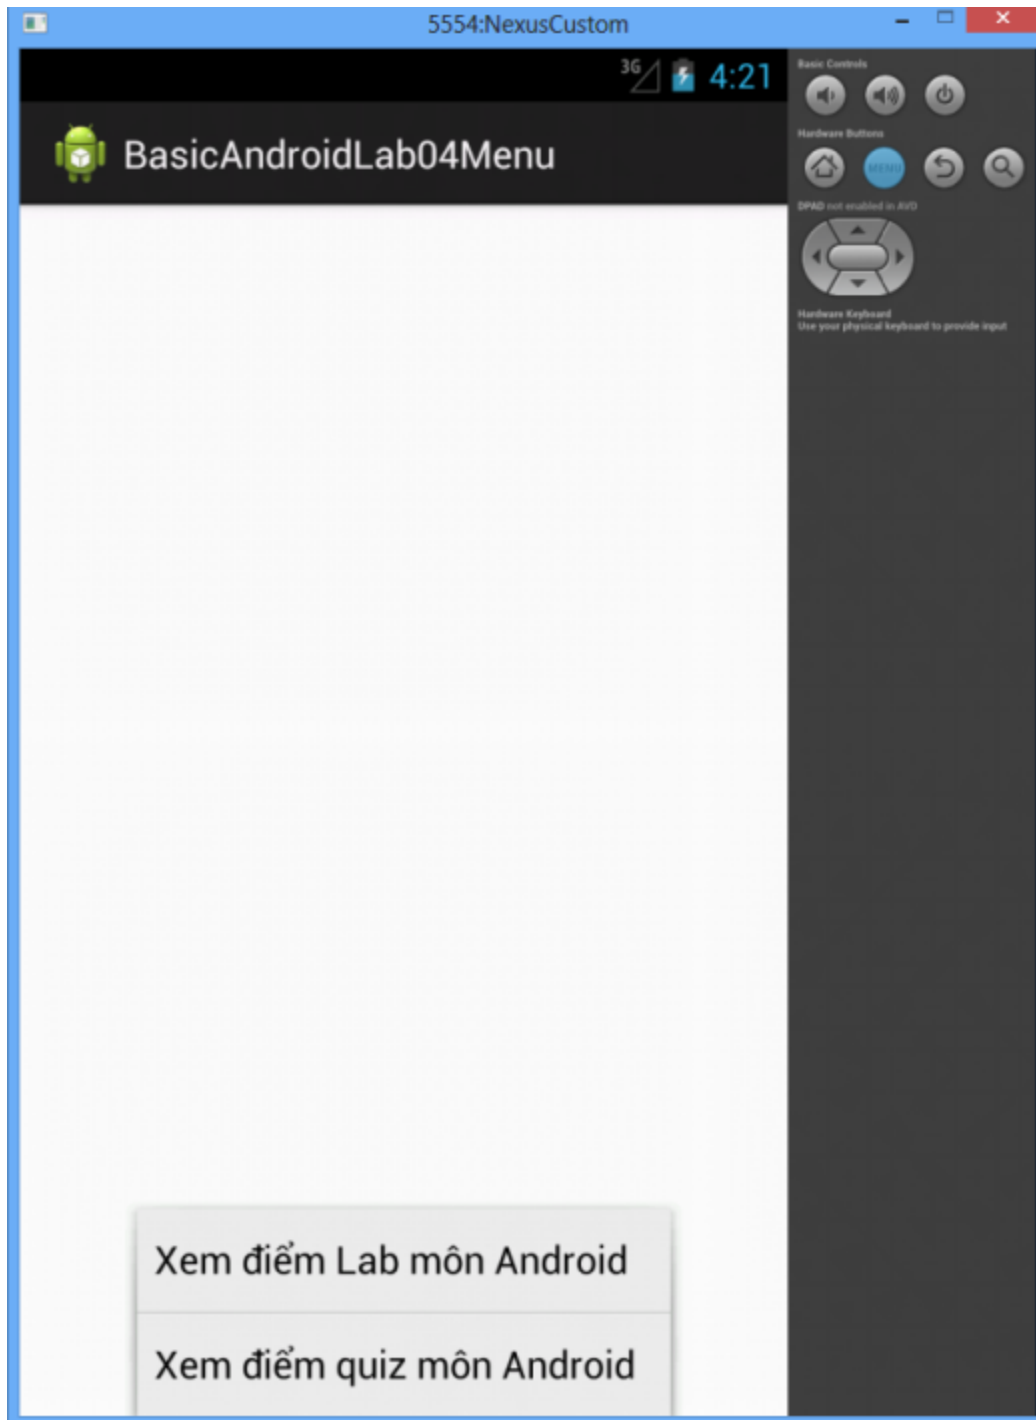 5554:NexusCustom
3G 4:21
BasicAndroidLab04Menu
Basic Controls
Hardware Buttons
MENU
DPAD not enabled in AVD
Hardware Keyboard
Use your physical keyboard to provide input
Xem điểm Lab môn Android
Xem điểm quiz môn Android